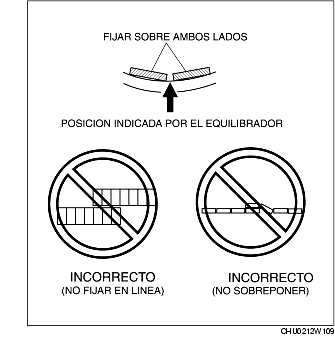 FIJAR SOBRE AMBOS LADOS
POSICION INDICADA POR EL EQUILIBRADOR
INCORRECTO
(NO FIJAR EN LINEA)
INCORRECTO
(NO SOBREPONER)
CHU0212W109